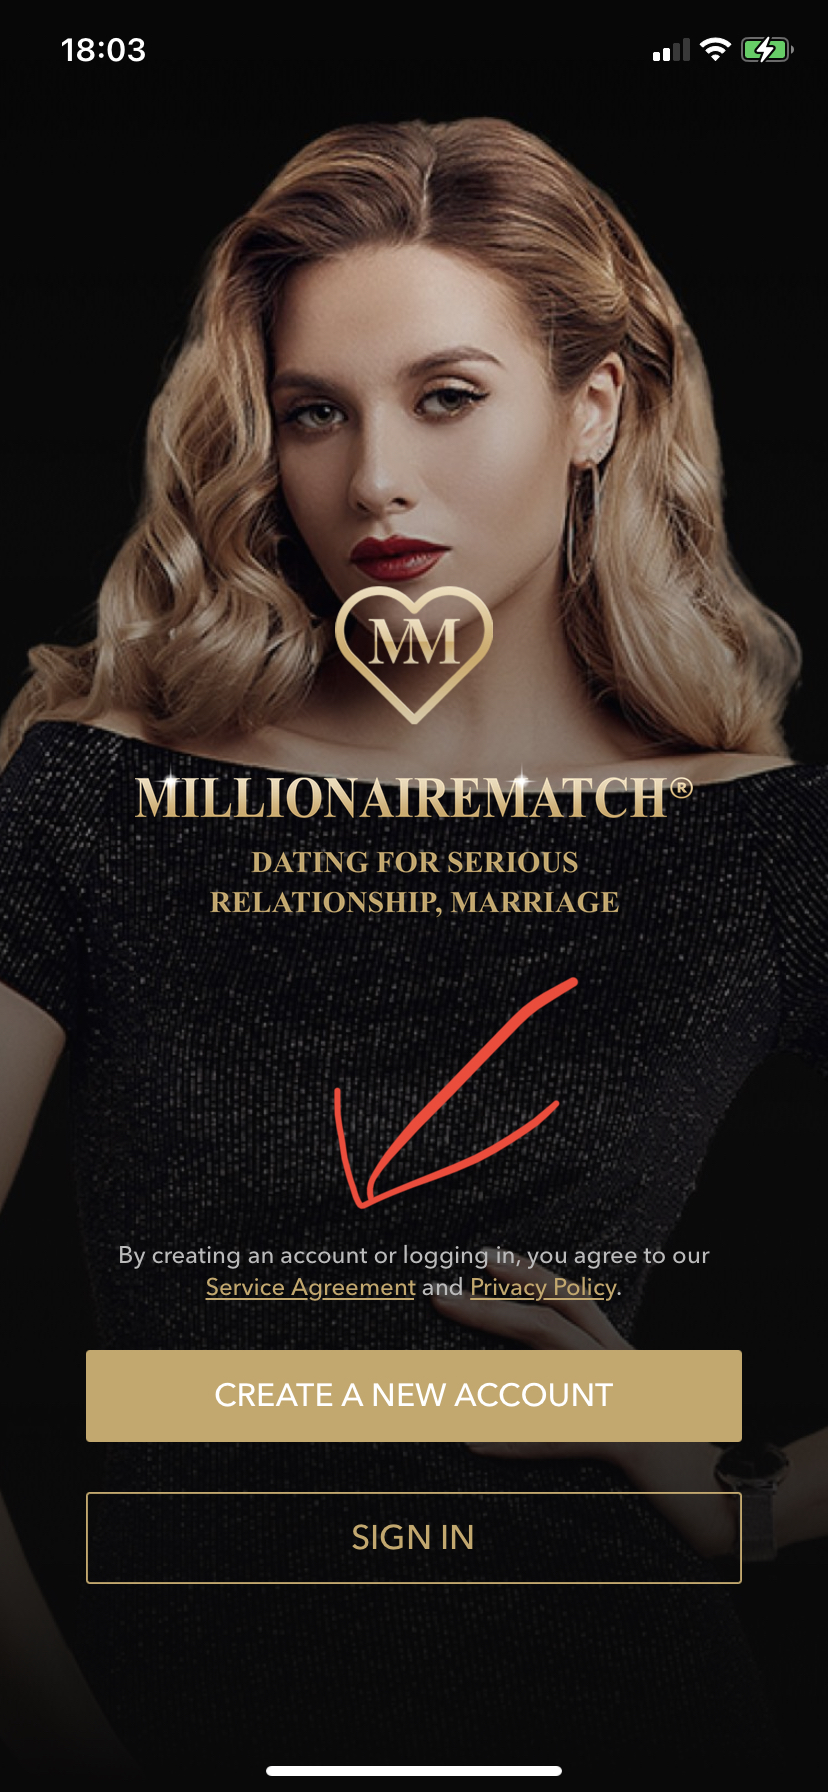 18:03
MM
MILLIONAIREMATCH®
DATING FOR SERIOUS
RELATIONSHIP, MARRIAGE
By creating an account or logging in, you agree to our
Service Agreement and Privacy Policy.
CREATE A NEW ACCOUNT
SIGN IN